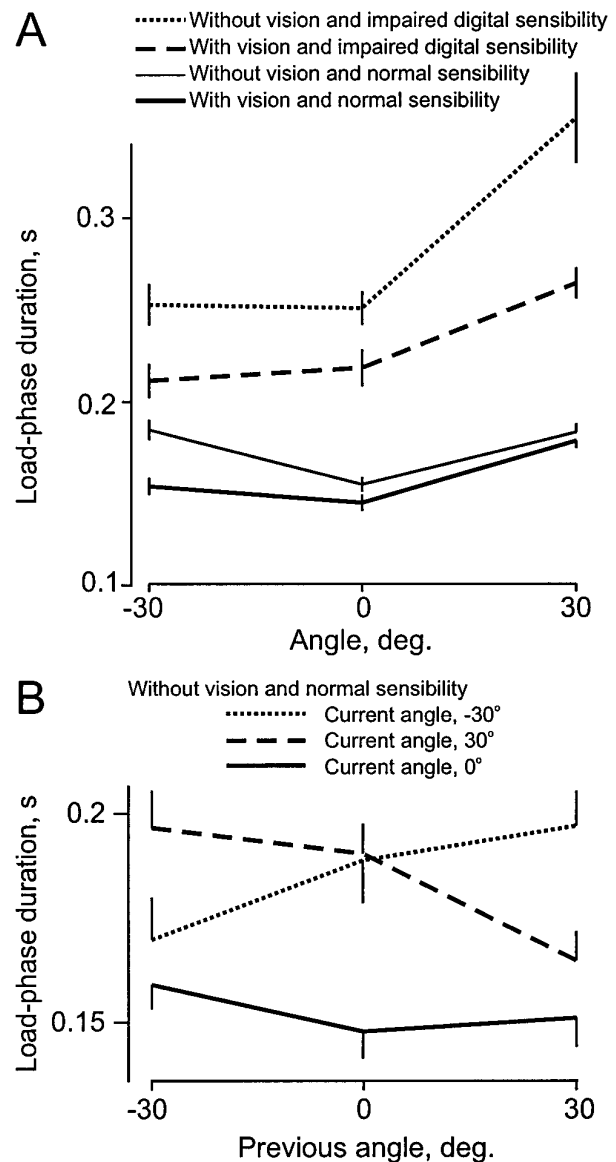 A
Without vision and impaired digital sensibility
With vision and impaired digital sensibility
Without vision and normal sensibility
With vision and normal sensibility
Load-phase duration, s
0.3
0.2
0.1
-30 0 30
Angle, deg.
B
Without vision and normal sensibility
Current angle, -30°
Current angle, 30°
Current angle, 0°
Load-phase duration, s
0.2
0.15
-30 0 30
Previous angle, deg.